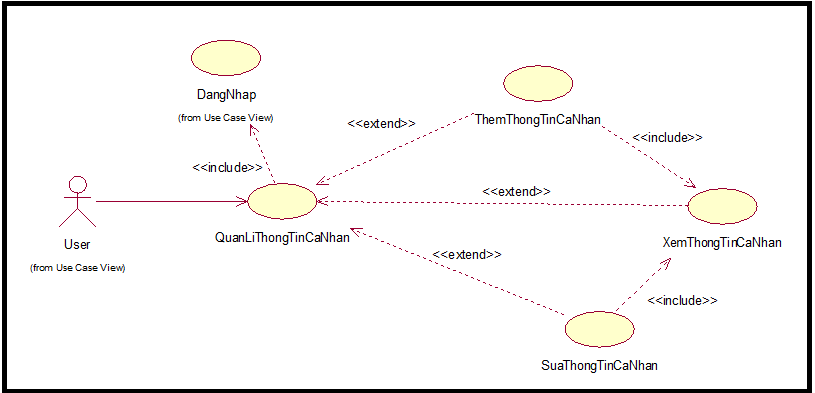 DangNhap
(from Use Case View)
<<extend>>
ThemThongTinCaNhan
<<include>>
<<include>>
<<extend>>
User
(from Use Case View)
QuanLiThongTinCaNhan
XemThongTinCaNhan
<<extend>>
<<include>>
SuaThongTinCaNhan